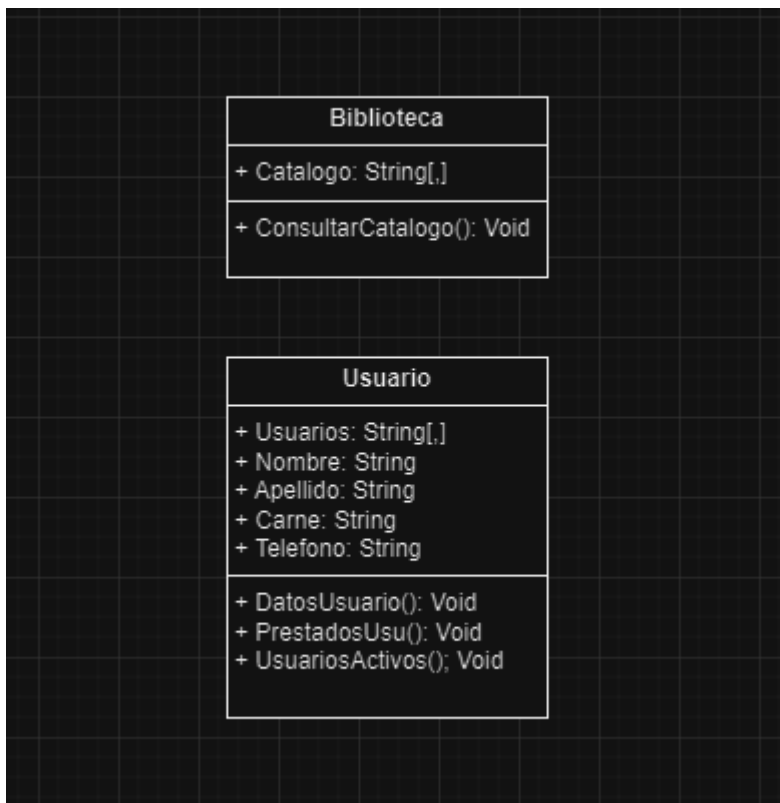 Biblioteca
+ Catalogo: String[,]
+ ConsultarCatalogo(): Void
Usuario
+ Usuarios: String[,]
+ Nombre: String
+ Apellido: String
+ Carne: String
+ Telefono: String
+ DatosUsuario(): Void
+ PrestadosUsu(): Void
+ UsuariosActivos(); Void